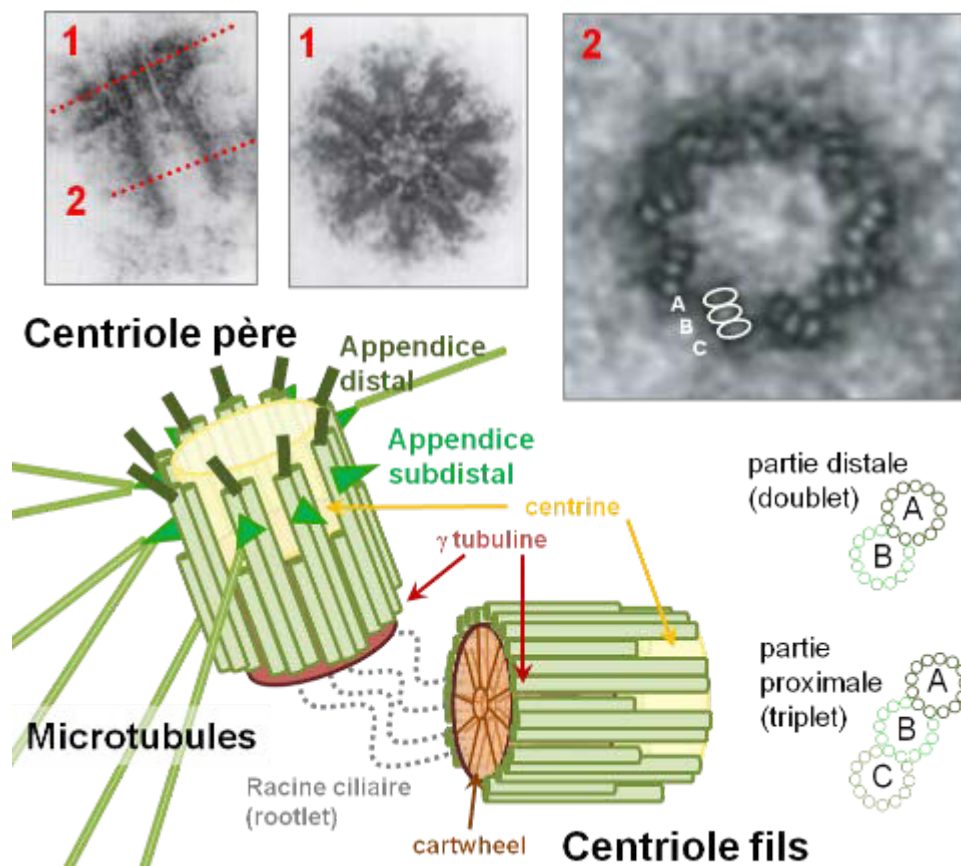 1
2
1
2
A
B
C
Centriole père
Appendice
distal
Appendice
subdistal
centrine
γ tubuline
partie distale
(doublet)
A
B
partie
proximale
(triplet)
A
B
C
Microtubules
Racine ciliaire
(rootlet)
cartwheel
Centriole fils